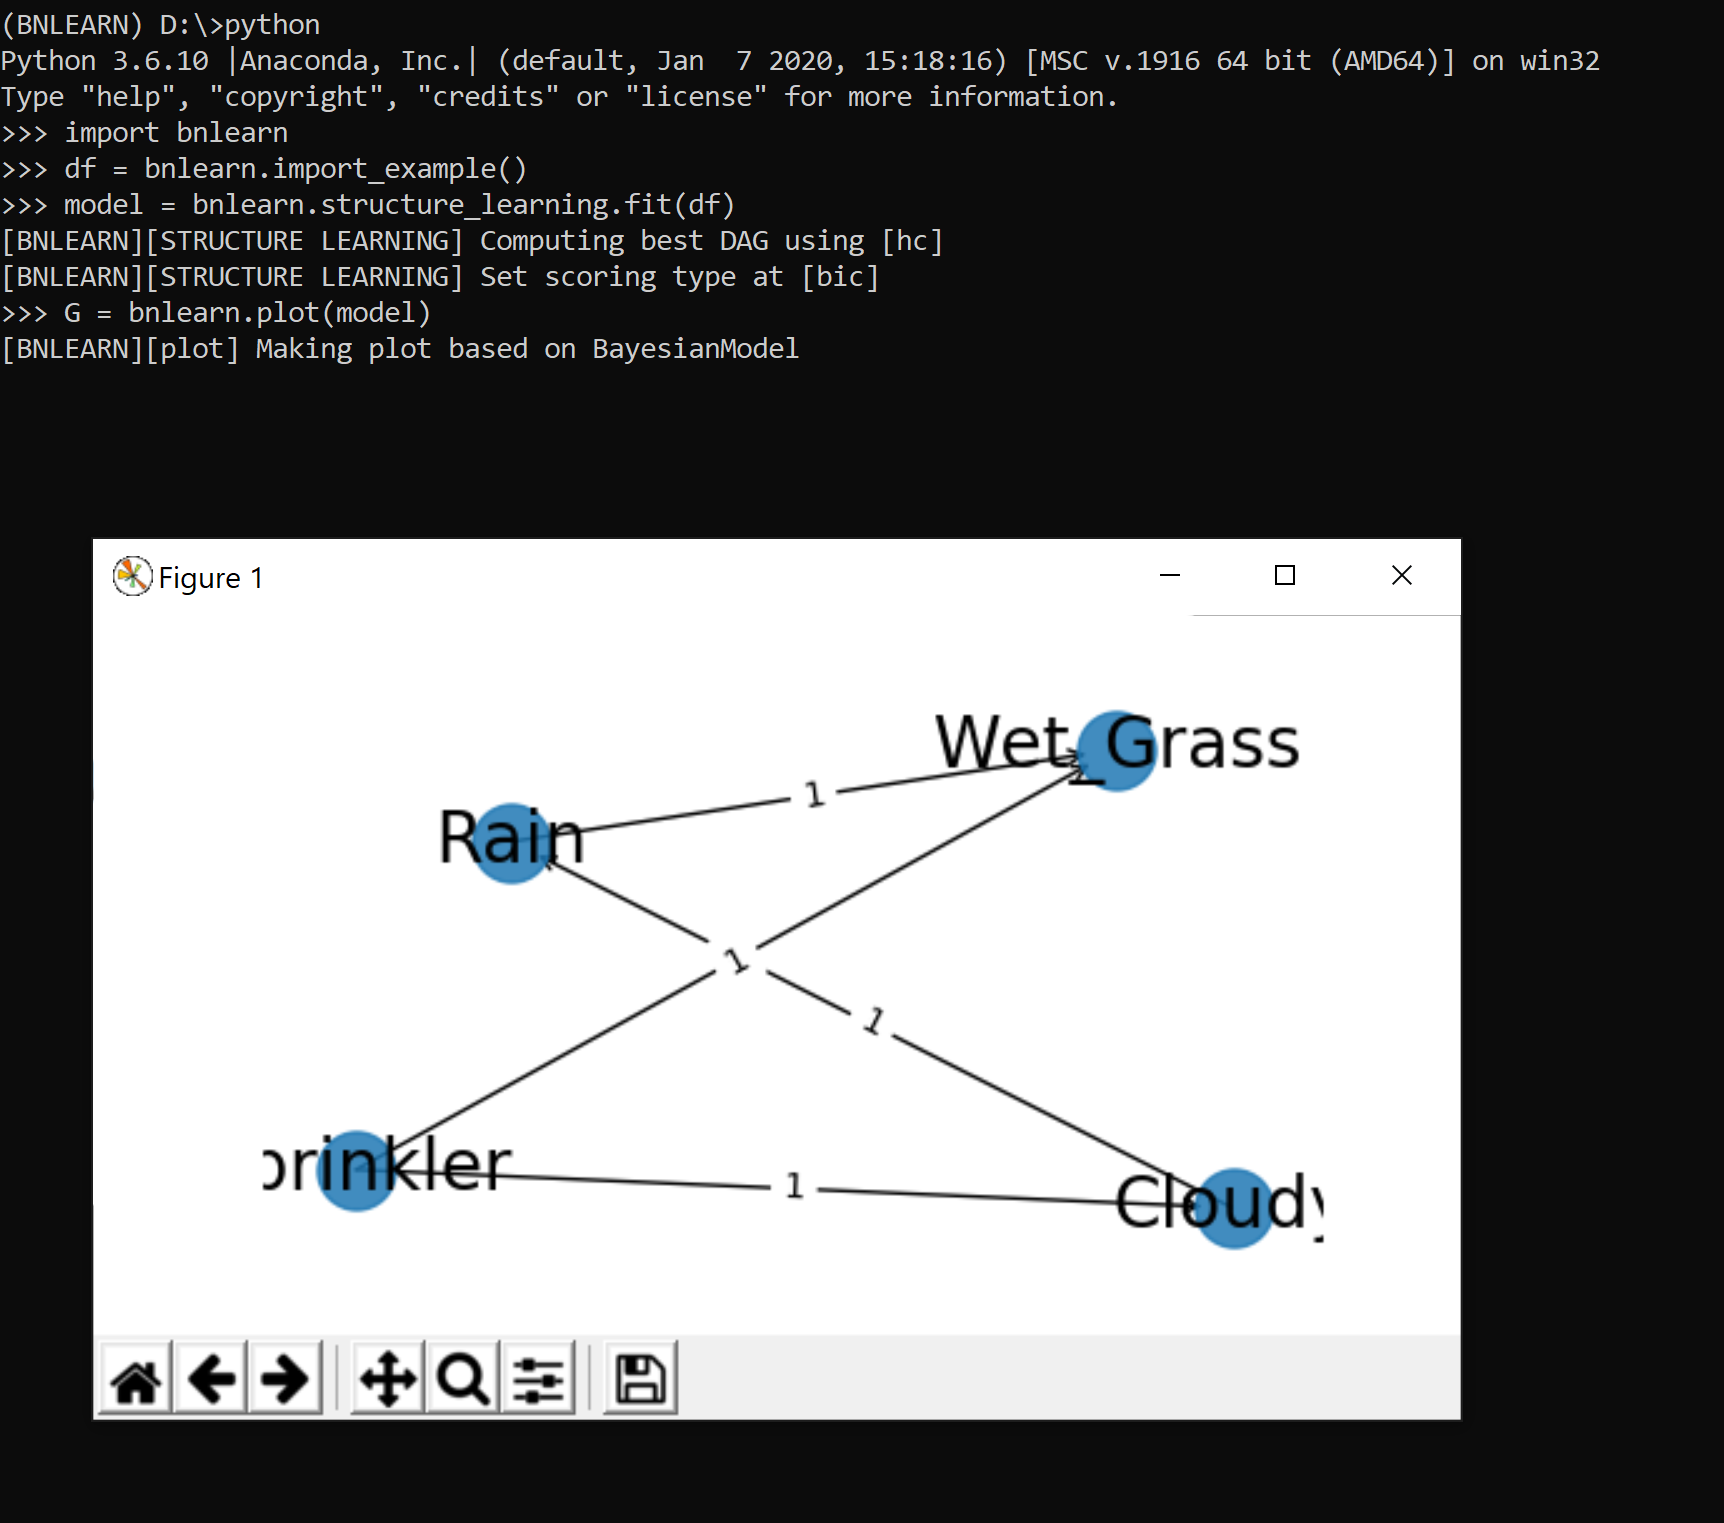 (BNLEARN) D:\>python
Python 3.6.10 |Anaconda, Inc.| (default, Jan  7 2020, 15:18:16) [MSC v.1916 64 bit (AMD64)] on win32
Type "help", "copyright", "credits" or "license" for more information.
>>> import bnlearn
>>> df = bnlearn.import_example()
>>> model = bnlearn.structure_learning.fit(df)
[BNLEARN][STRUCTURE LEARNING] Computing best DAG using [hc]
[BNLEARN][STRUCTURE LEARNING] Set scoring type at [bic]
>>> G = bnlearn.plot(model)
[BNLEARN][plot] Making plot based on BayesianModel
Figure 1
Wet_Grass
1
Rain
1
1
prinkler
1
Cloudy